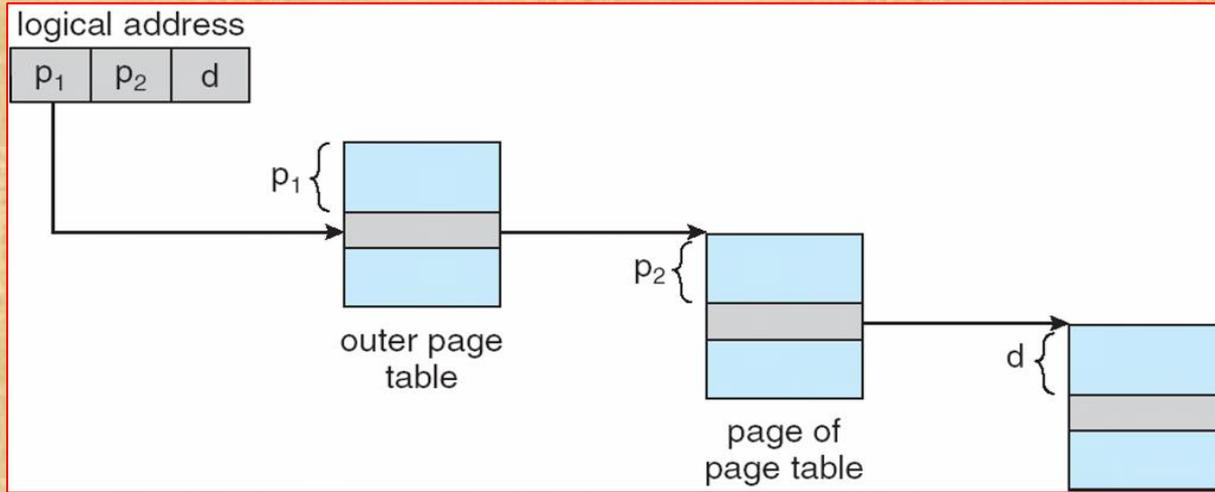 logical address
p₁ p₂ d
p₁
outer page
table
p₂
page of
page table
d